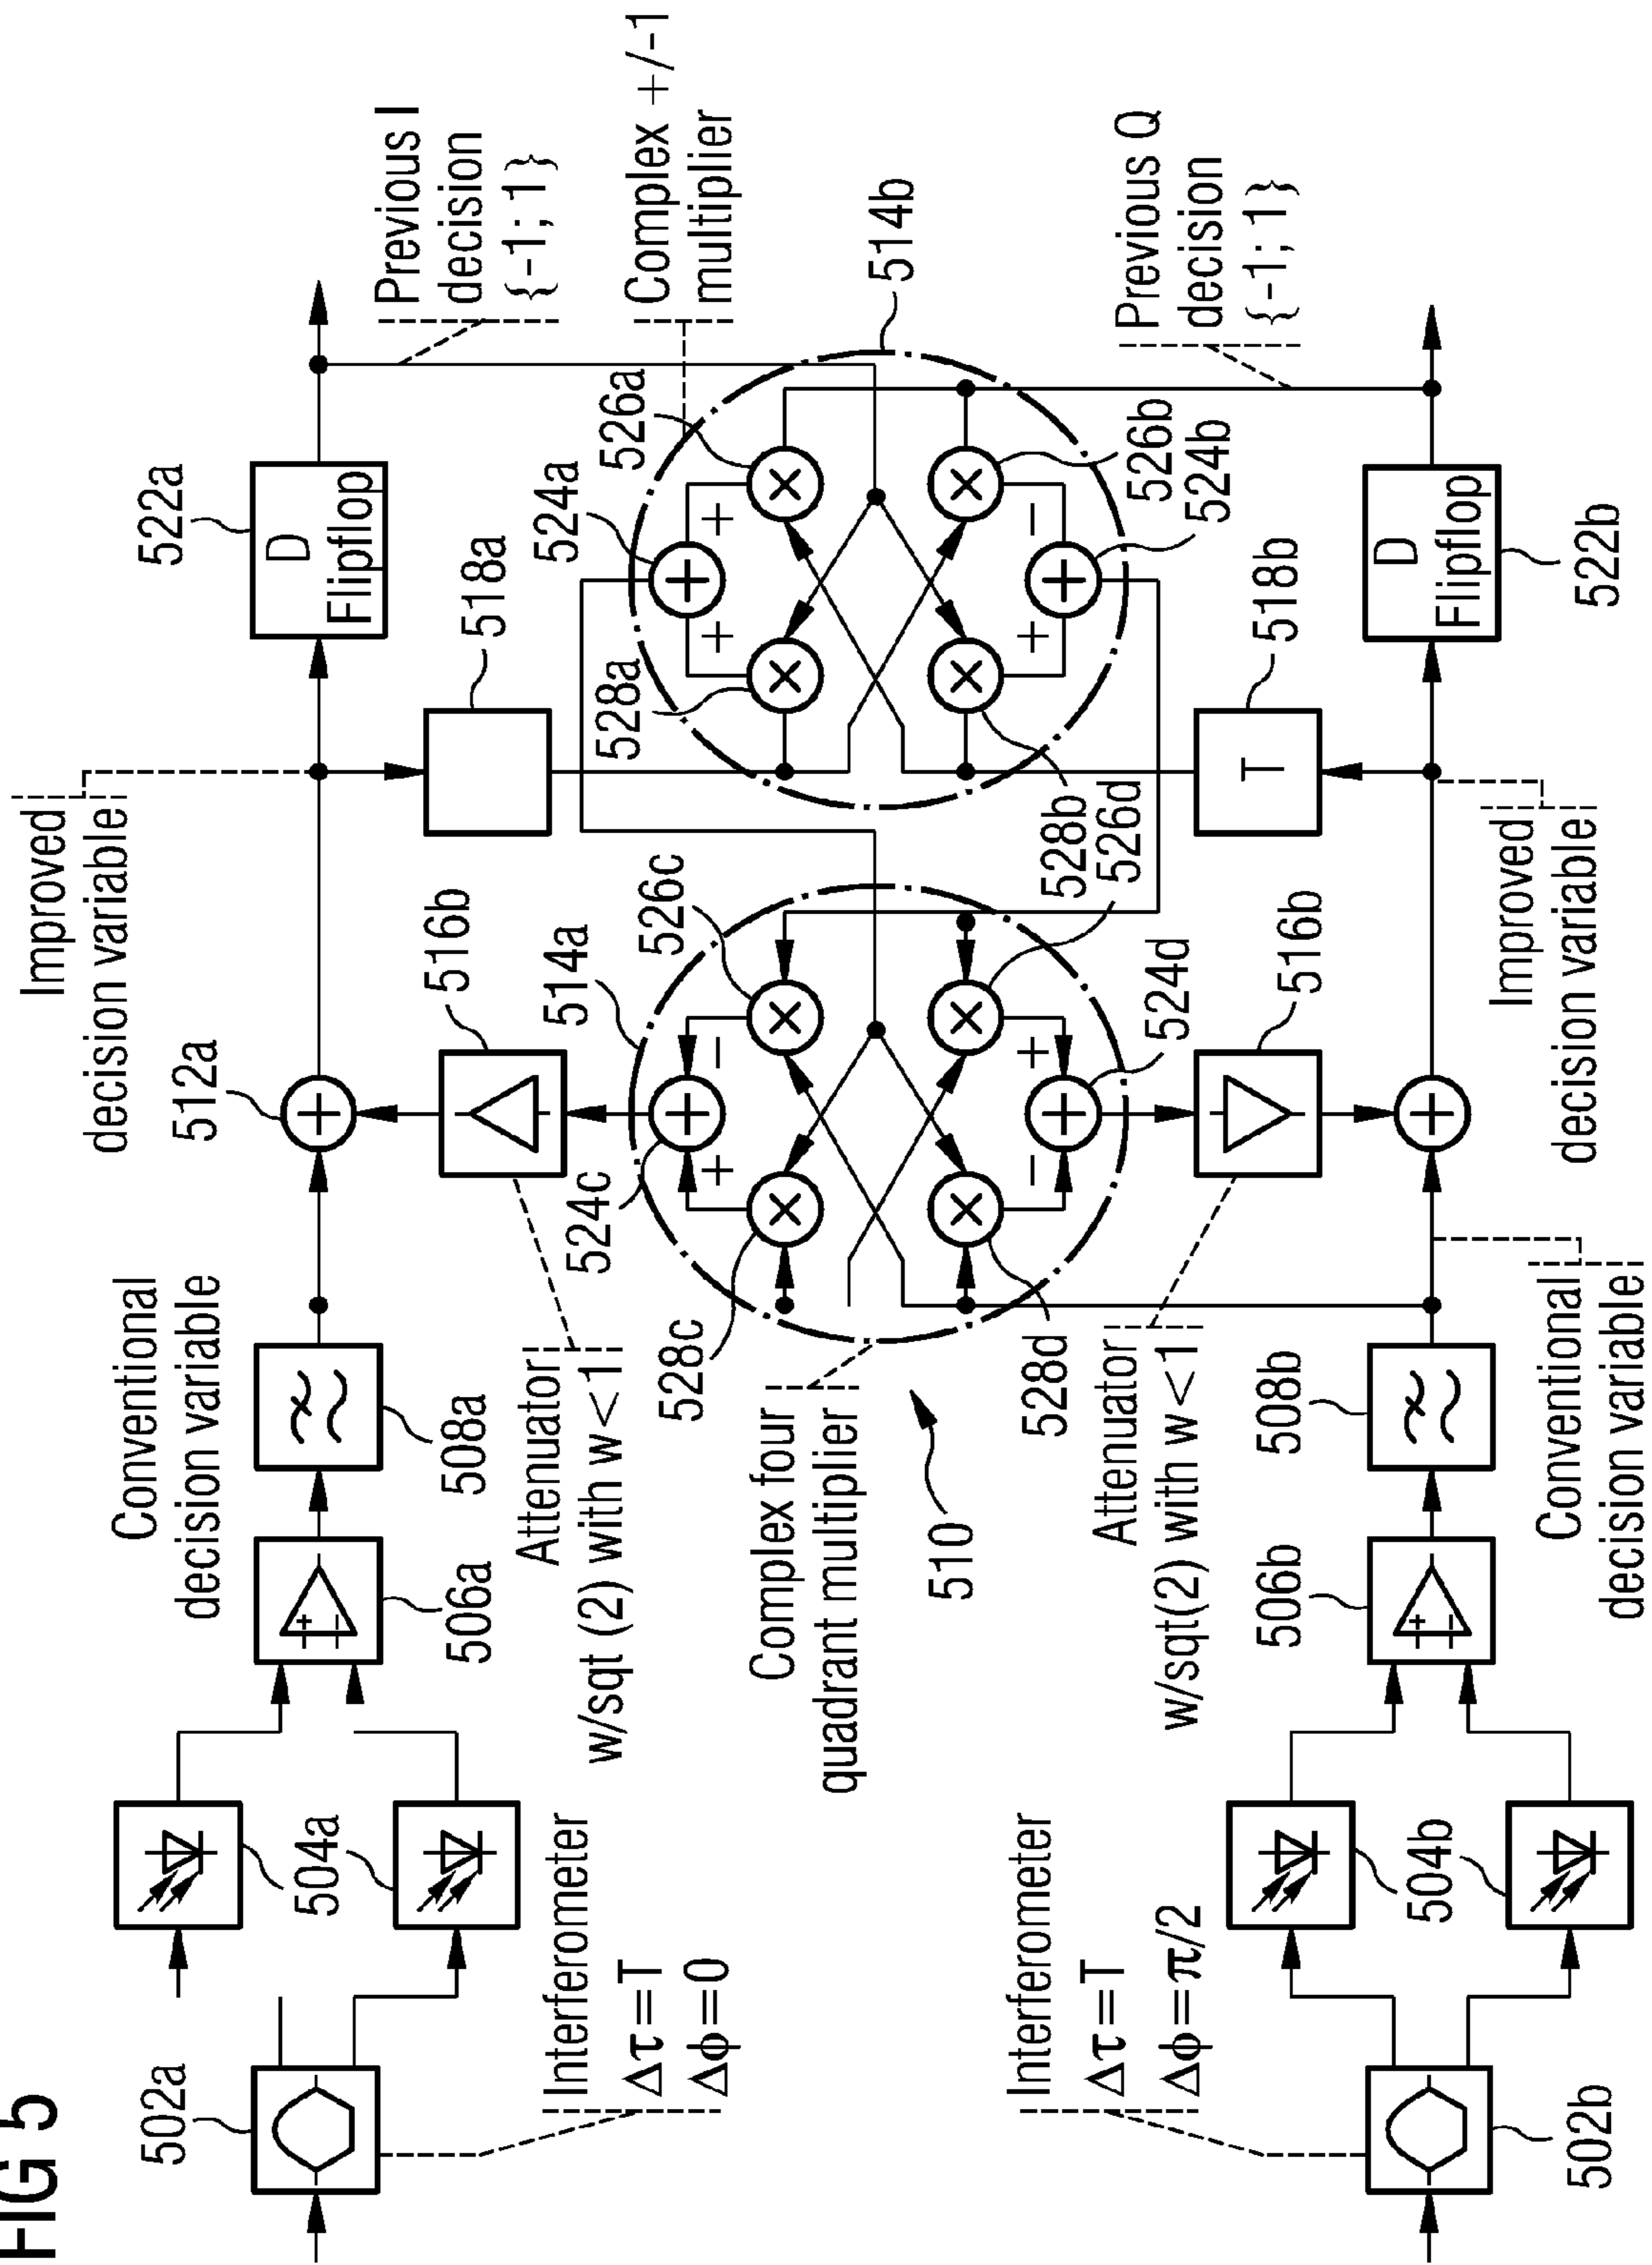 FIG 5
Improved
decision variable
522a
D
Flipflop
Previous I
decision
{-1; 1}
Complex +/-1
multiplier
512a
516b
518a
524a
526a
514b
Conventional
decision variable
508a
506a
504a
502a
Interferometer
Δτ=T
Δϕ=0
Attenuator
w/sqt (2) with w<1
514a
526c
524c
528c
+
-
+
+
528a
Complex four
quadrant multiplier
510
528d
-
+
524d
528b
526d
+
-
526b
524b
Previous Q
decision
{-1; 1}
Attenuator
w/sqt(2) with w<1
516b
T
518b
D
Flipflop
522b
Interferometer
Δτ=T
Δϕ=π/2
502b
504b
506b
508b
Conventional
decision variable
Improved
decision variable